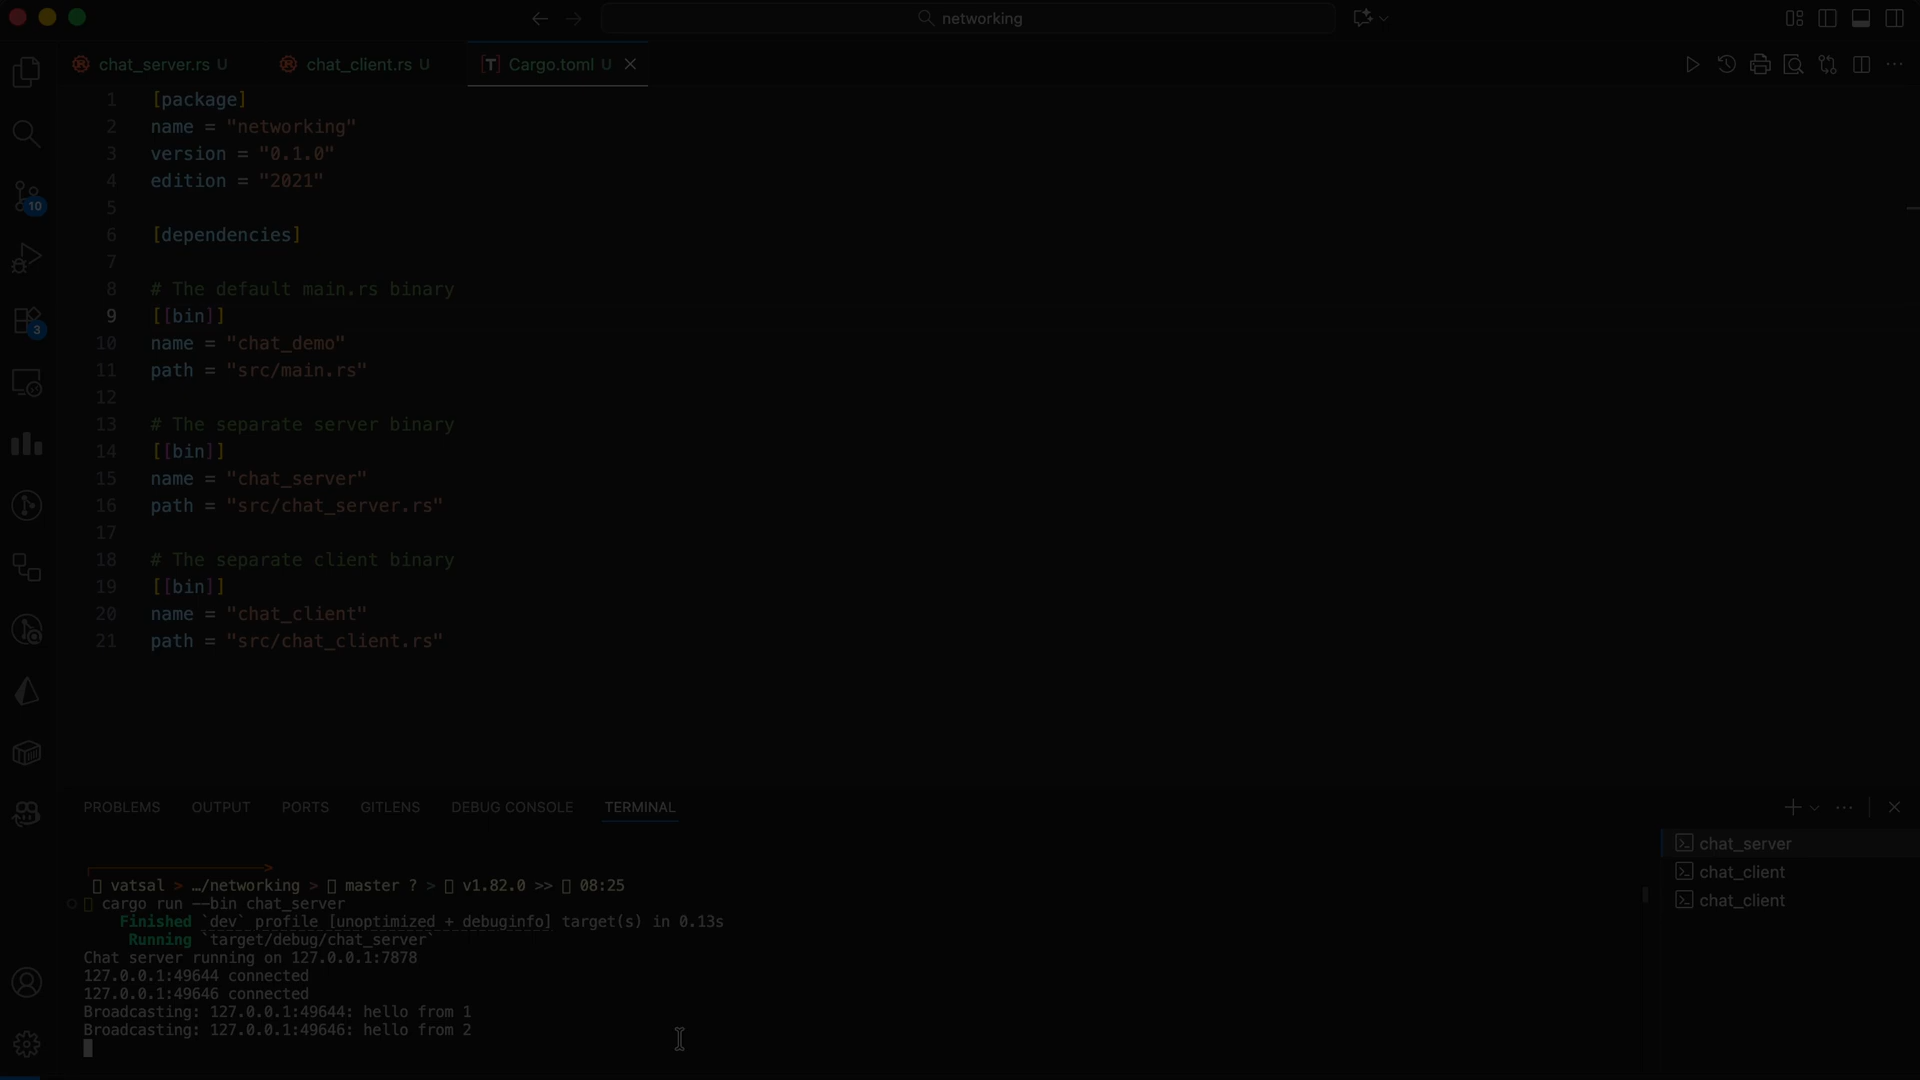 networking
chat_server.rs U
chat_client.rs U
Cargo.toml U
1 [package]
2 name = "networking"
3 version = "0.1.0"
4 edition = "2021"
5
6 [dependencies]
7
8 # The default main.rs binary
9 [[bin]]
10 name = "chat_demo"
11 path = "src/main.rs"
12
13 # The separate server binary
14 [[bin]]
15 name = "chat_server"
16 path = "src/chat_server.rs"
17
18 # The separate client binary
19 [[bin]]
20 name = "chat_client"
21 path = "src/chat_client.rs"
10
3
PROBLEMS OUTPUT PORTS GITLENS DEBUG CONSOLE TERMINAL
vatsal > …/networking > master ? > v1.82.0 >> 08:25
cargo run --bin chat_server
Finished `dev` profile [unoptimized + debuginfo] target(s) in 0.13s
Running `target/debug/chat_server`
Chat server running on 127.0.0.1:7878
127.0.0.1:49644 connected
127.0.0.1:49646 connected
Broadcasting: 127.0.0.1:49644: hello from 1
Broadcasting: 127.0.0.1:49646: hello from 2
chat_server
chat_client
chat_client